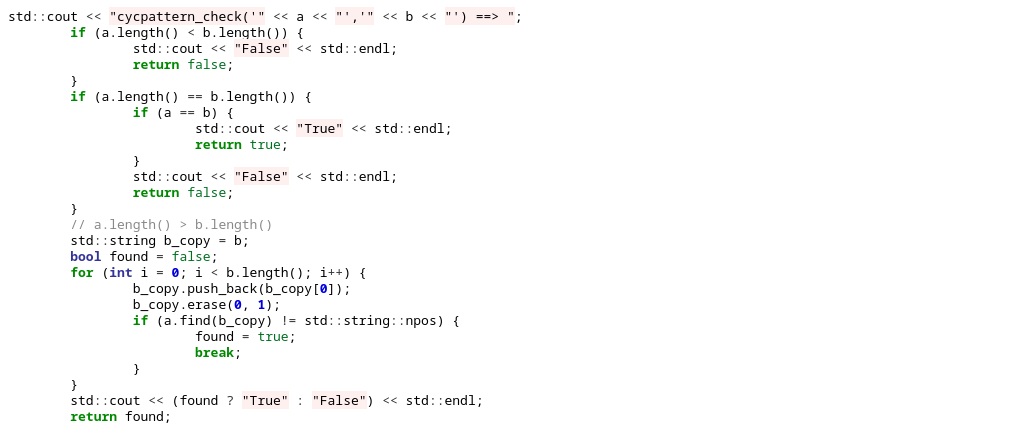 std::cout << "cycpattern_check('" << a << "','" << b << "') ==> ";
        if (a.length() < b.length()) {
                std::cout << "False" << std::endl;
                return false;
        }
        if (a.length() == b.length()) {
                if (a == b) {
                        std::cout << "True" << std::endl;
                        return true;
                }
                std::cout << "False" << std::endl;
                return false;
        }
        // a.length() > b.length()
        std::string b_copy = b;
        bool found = false;
        for (int i = 0; i < b.length(); i++) {
                b_copy.push_back(b_copy[0]);
                b_copy.erase(0, 1);
                if (a.find(b_copy) != std::string::npos) {
                        found = true;
                        break;
                }
        }
        std::cout << (found ? "True" : "False") << std::endl;
        return found;